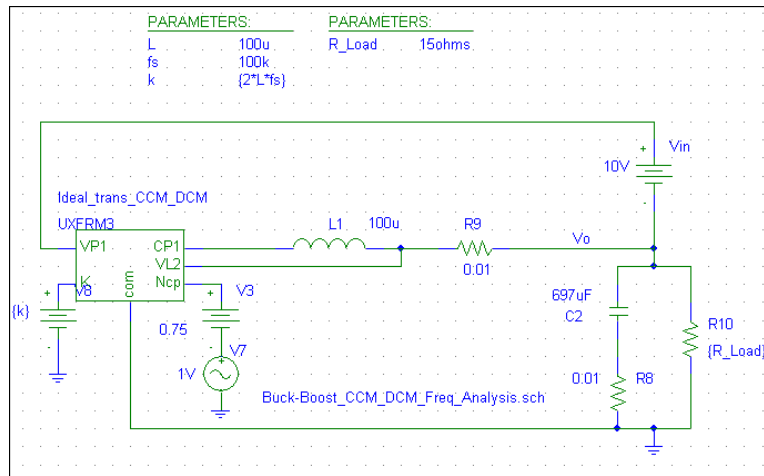 PARAMETERS: PARAMETERS:
L 100u R_Load 15ohms
fs 100k
k {2*L*fs}
Vin
+
10V
-
Ideal_trans_CCM_DCM
UXFRM3
L1 100u R9 Vo
VP1 CP1
VL2
0.01
K com Ncp
V8 V3
+ +
{k} 697uF
C2
0.75
- -
R10
{R_Load}
V7
+
1V
-
0.01 R8
Buck-Boost_CCM_DCM_Freq_Analysis.sch